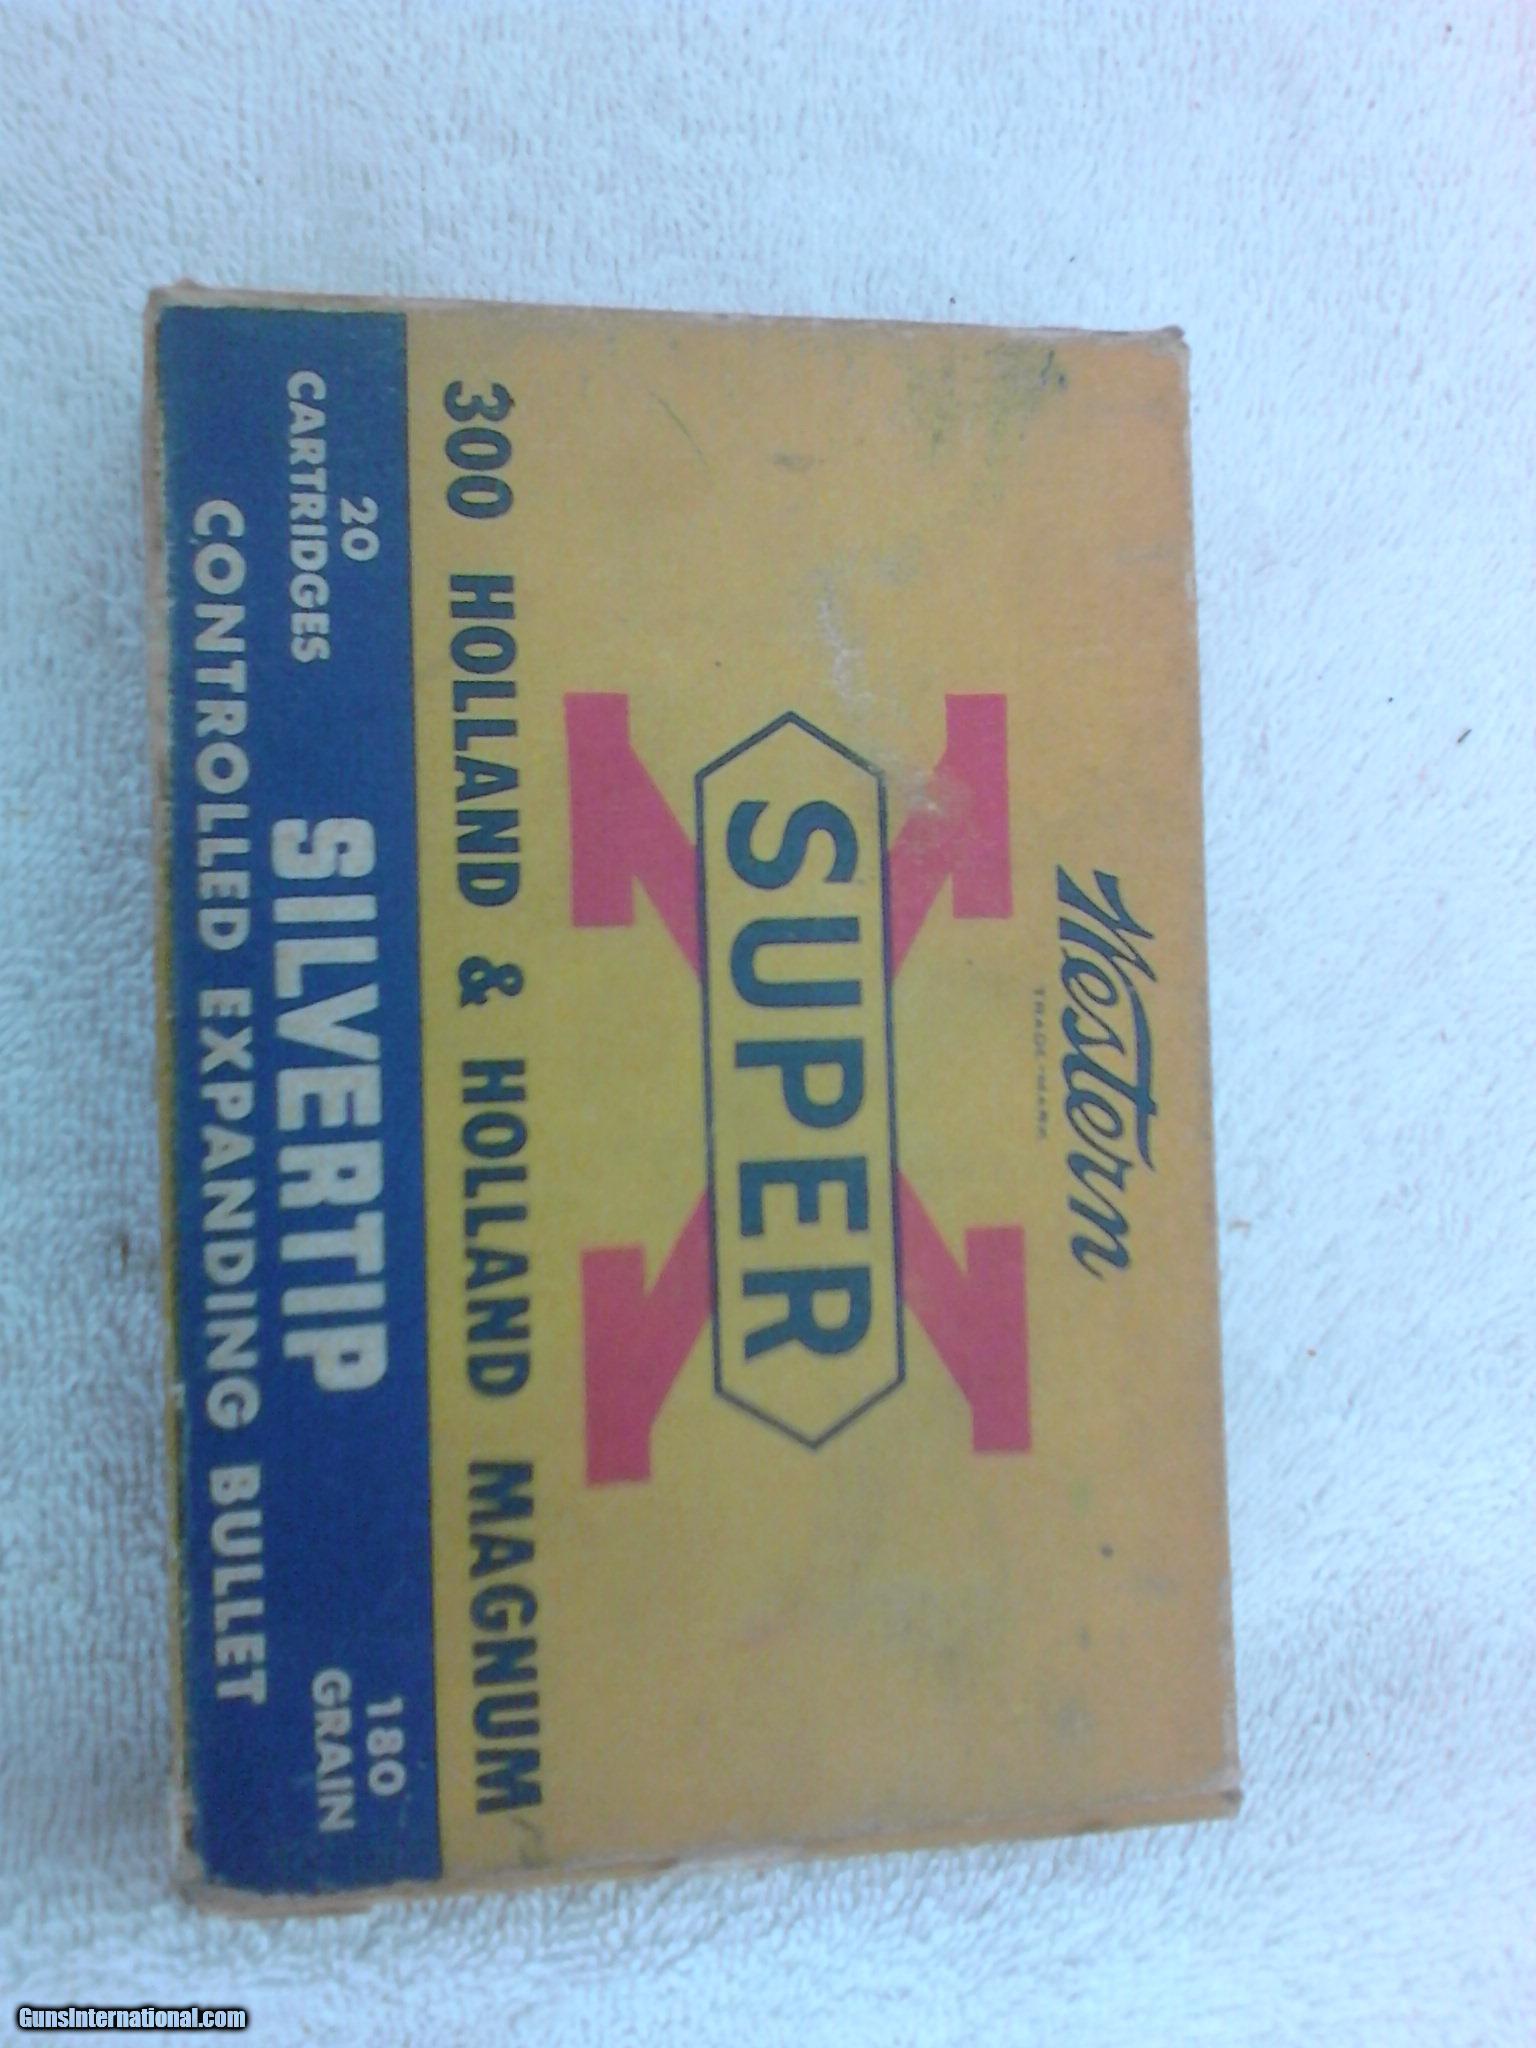 Western
TRADE-MARK
SUPER
X
300 HOLLAND & HOLLAND MAGNUM
20
CARTRIDGES
SILVERTIP
180
GRAIN
CONTROLLED EXPANDING BULLET
GunsInternational.com